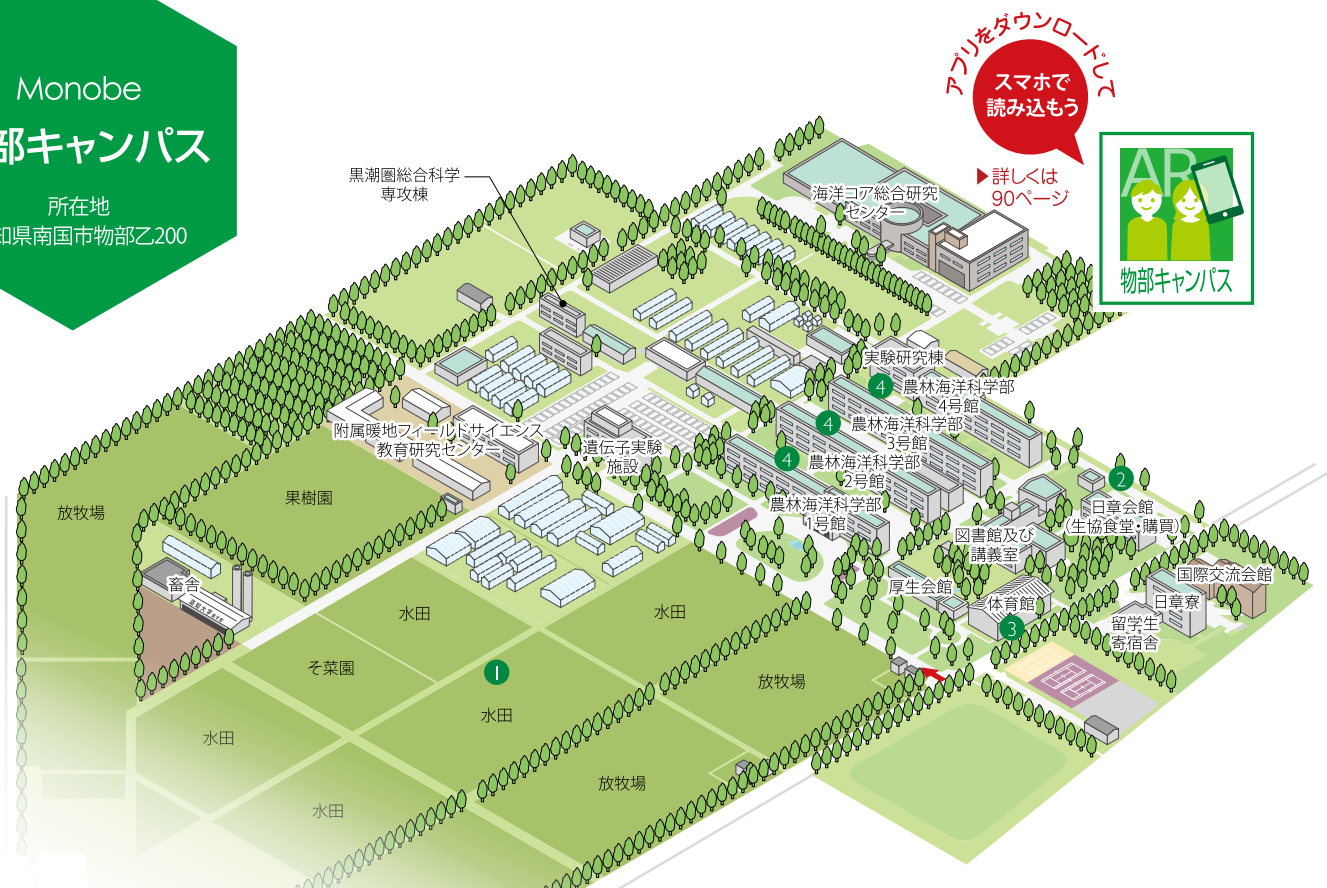 Monobe
部キャンパス
所在地
知県南国市物部乙200
アプリをダウンロードして
スマホで
読み込もう
▶詳しくは
90ページ
AR
物部キャンパス
黒潮圏総合科学
専攻棟
海洋コア総合研究
センター
実験研究棟
4
農林海洋科学部
4号館
4
農林海洋科学部
3号館
4
農林海洋科学部
2号館
農林海洋科学部
1号館
附属暖地フィールドサイエンス
教育研究センター
遺伝子実験
施設
2
日章会館
(生協食堂・購買)
図書館及び
講義室
国際交流会館
厚生会館
体育館
3
日章寮
留学生
寄宿舎
放牧場
果樹園
畜舎
水田
水田
そ菜園
1
水田
放牧場
水田
放牧場
水田